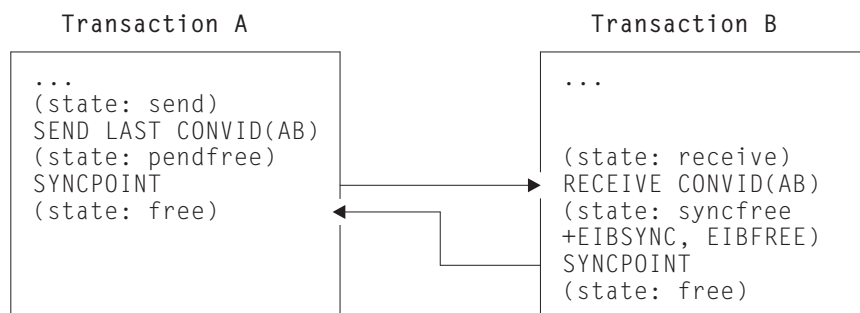 Transaction A
...
(state: send)
SEND LAST CONVID(AB)
(state: pendfree)
SYNCPOINT
(state: free)
Transaction B
...
(state: receive)
RECEIVE CONVID(AB)
(state: syncfree
+EIBSYNC, EIBFREE)
SYNCPOINT
(state: free)